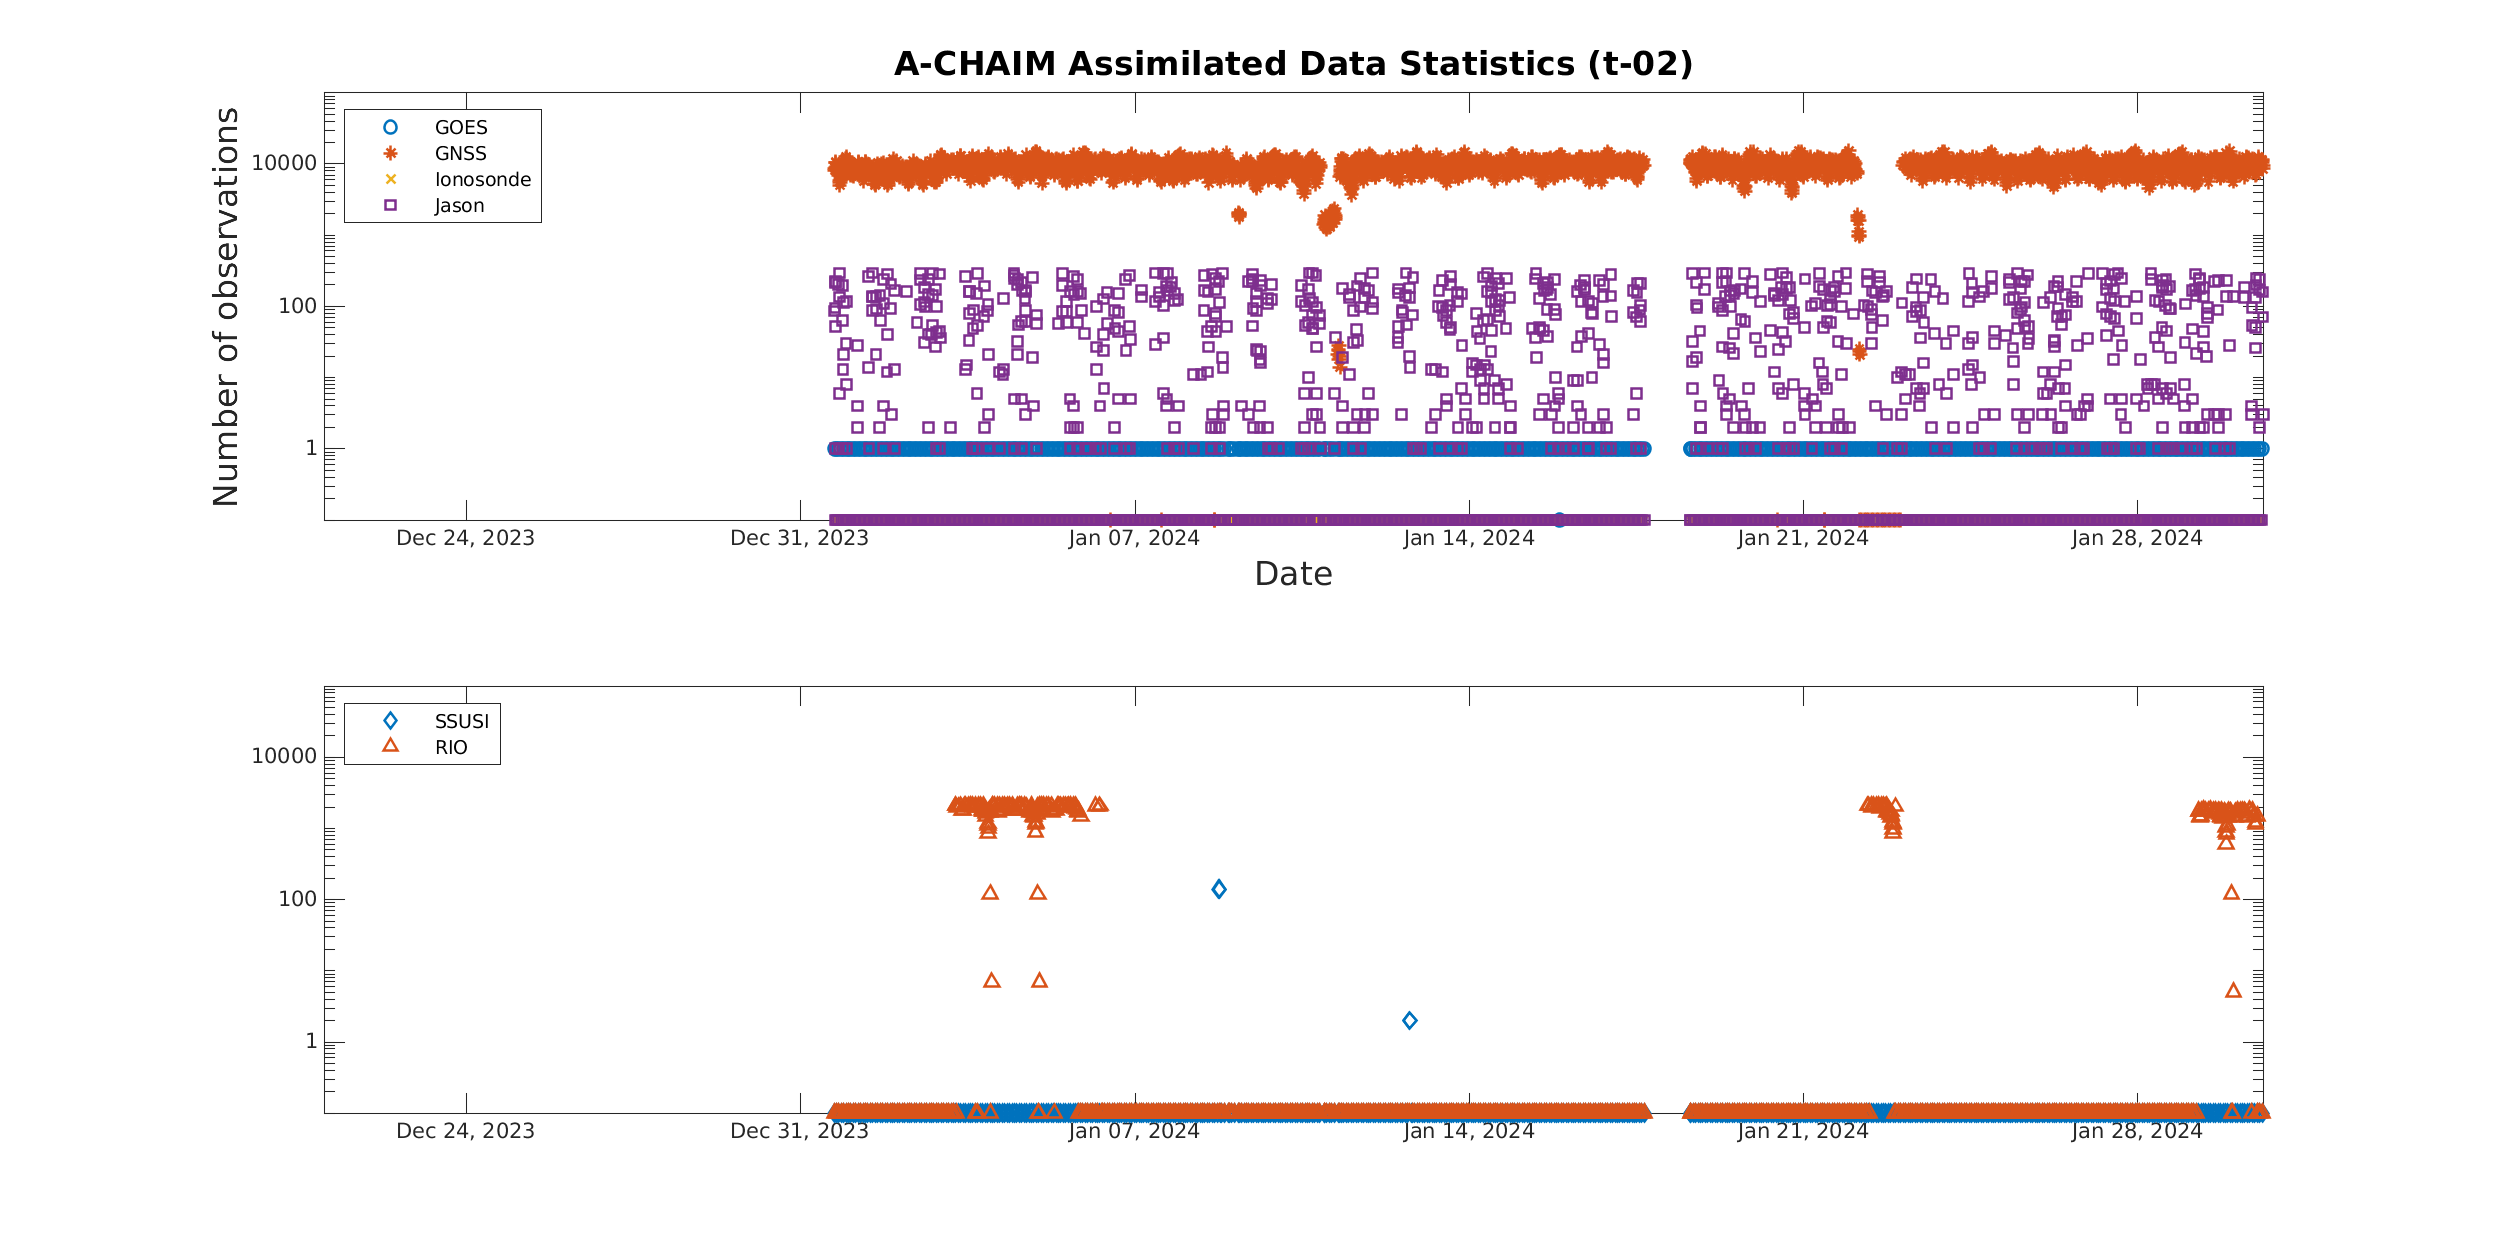 A-CHAIM Assimilated Data Statistics (t-02)
Number of observations
10000
100
1
GOES
GNSS
Ionosonde
Jason
Dec 24, 2023
Dec 31, 2023
Jan 07, 2024
Jan 14, 2024
Jan 21, 2024
Jan 28, 2024
Date
10000
100
1
SSUSI
RIO
Dec 24, 2023
Dec 31, 2023
Jan 07, 2024
Jan 14, 2024
Jan 21, 2024
Jan 28, 2024